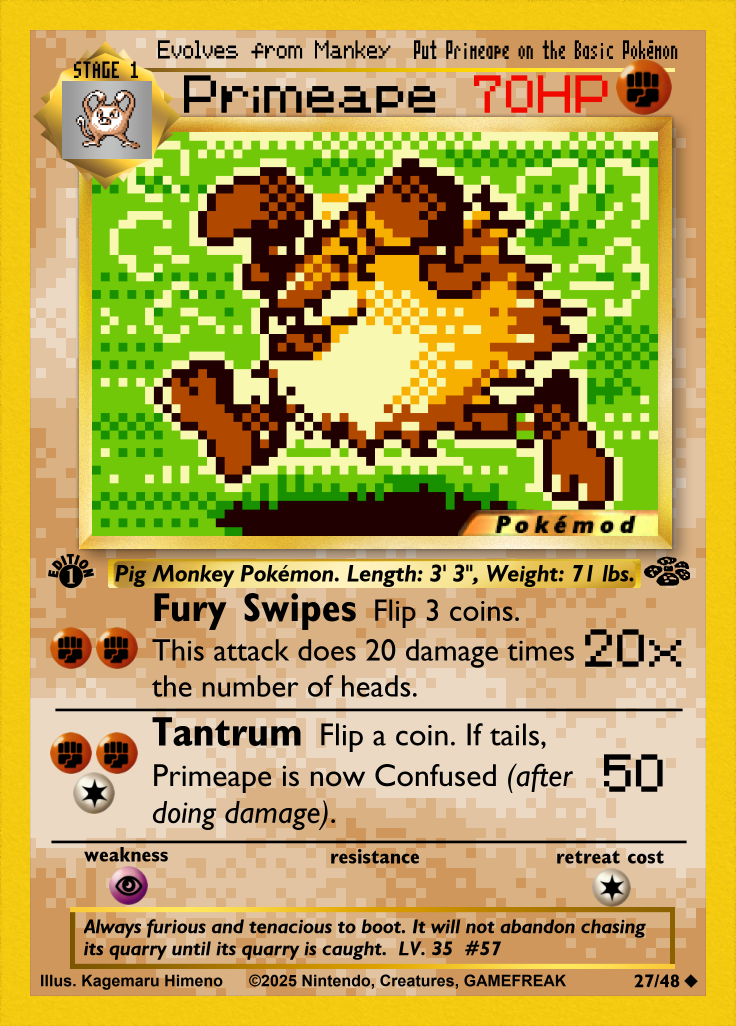 Evolves from Mankey Put Primeape on the Basic Pokémon
STAGE 1
Primeape 70HP
Pokémod
EDITION
1
Pig Monkey Pokémon. Length: 3' 3", Weight: 71 lbs.
Fury Swipes Flip 3 coins.
This attack does 20 damage times 20x
the number of heads.
Tantrum Flip a coin. If tails,
Primeape is now Confused (after 50
doing damage).
weakness resistance retreat cost
Always furious and tenacious to boot. It will not abandon chasing
its quarry until its quarry is caught. LV. 35 #57
Illus. Kagemaru Himeno ©2025 Nintendo, Creatures, GAMEFREAK 27/48 ◆